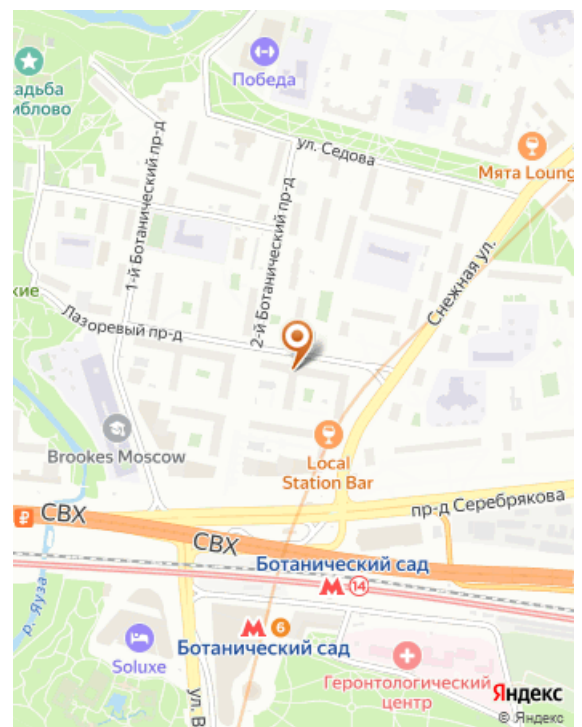 Победа
адьба
иблово
ул. Седова
Мята Loung
1-й Ботанический пр-д
2-й Ботанический пр-д
Снежная ул.
кие
Лазоревый пр-д
Brookes Moscow
Local
Station Bar
пр-д Серебрякова
₽
СВХ
СВХ
Ботанический сад
М 14
р. Яуза
М 6
Ботанический сад
Soluxe
ул. В
Геронтологический
центр
Яндекс
© Яндекс